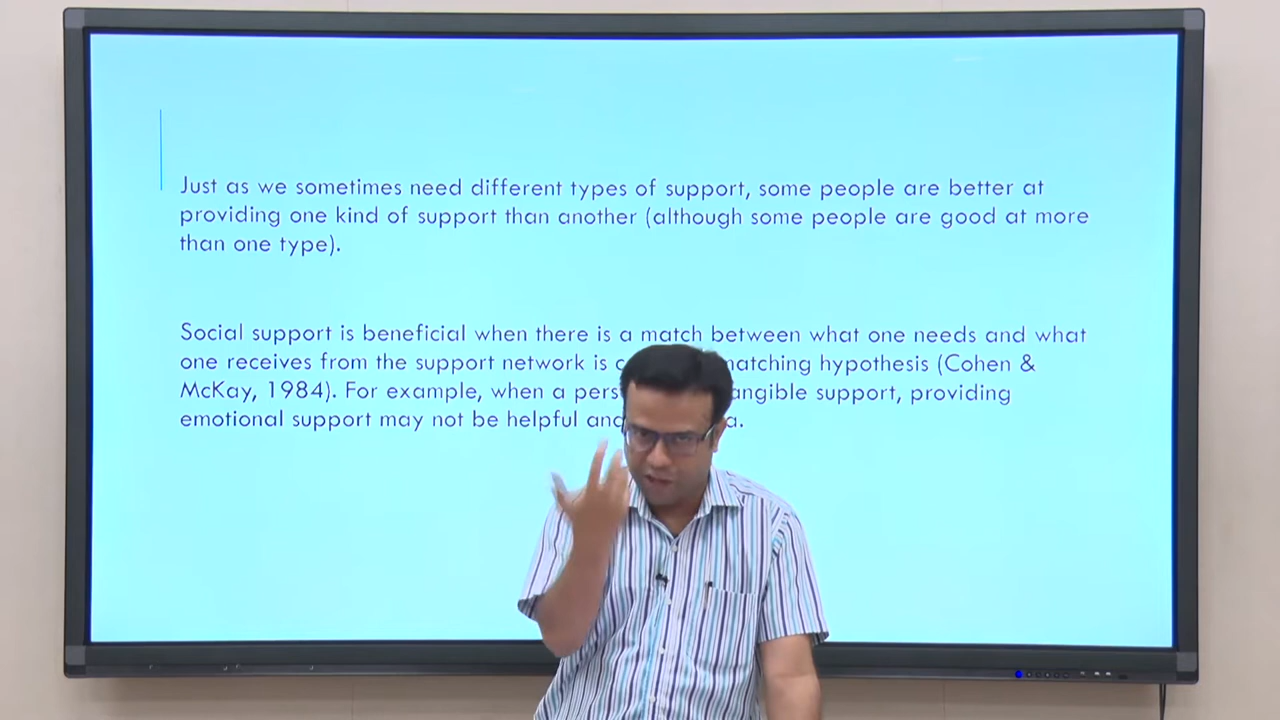 Just as we sometimes need different types of support, some people are better at
providing one kind of support than another (although some people are good at more
than one type).
Social support is beneficial when there is a match between what one needs and what
one receives from the support network is matching hypothesis (Cohen &
McKay, 1984). For example, when a tangible support, providing
emotional support may not be helpful